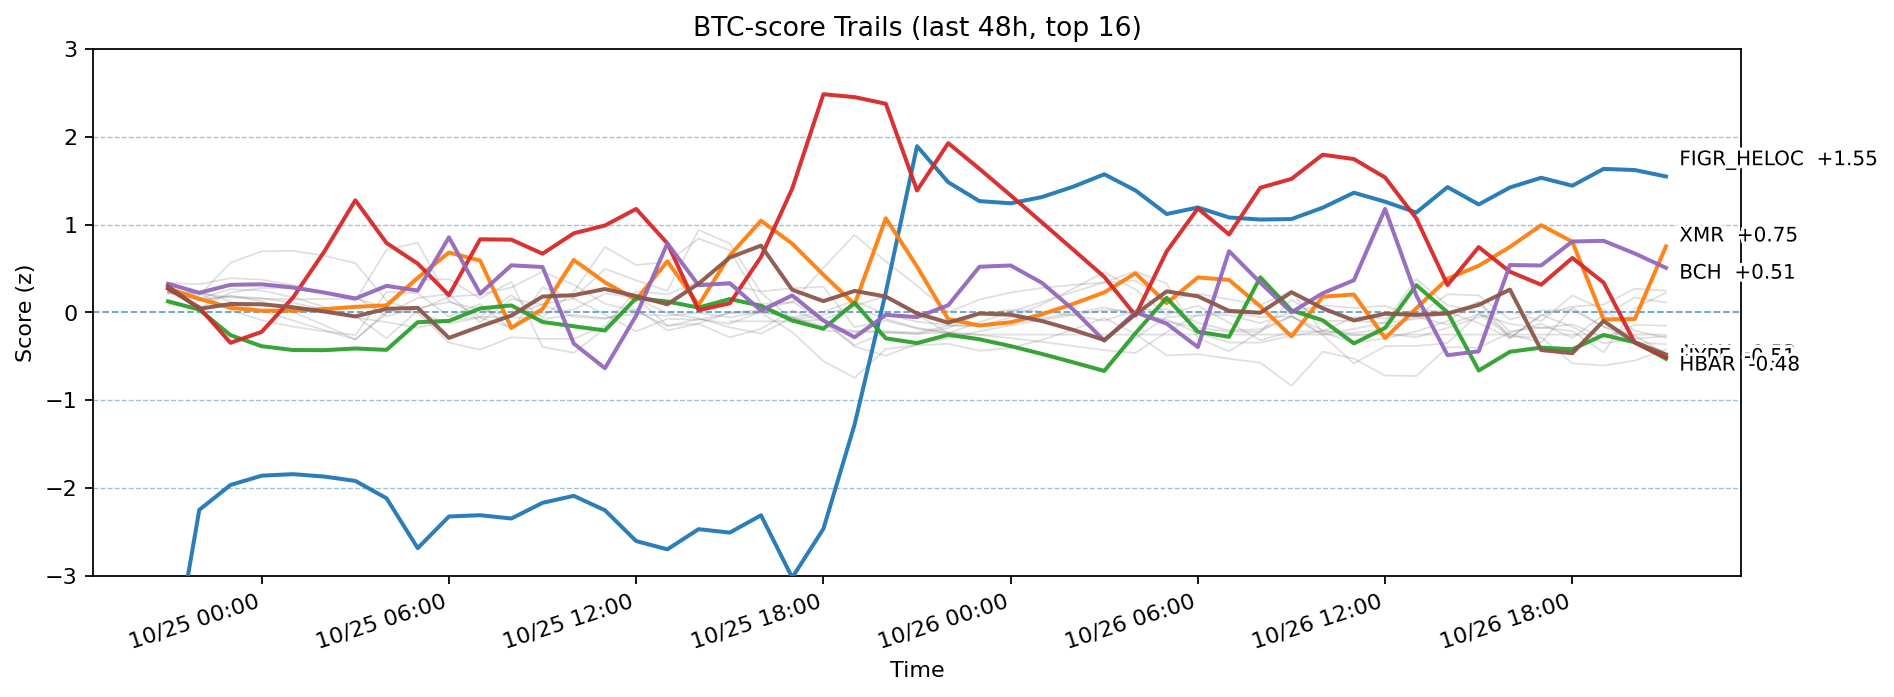 BTC-score Trails (last 48h, top 16)
Score (z)
3
2
1
0
−1
−2
−3
FIGR_HELOC +1.55
XMR +0.75
BCH +0.51
HBAR -0.48
10/25 00:00
10/25 06:00
10/25 12:00
10/25 18:00
10/26 00:00
10/26 06:00
10/26 12:00
10/26 18:00
Time